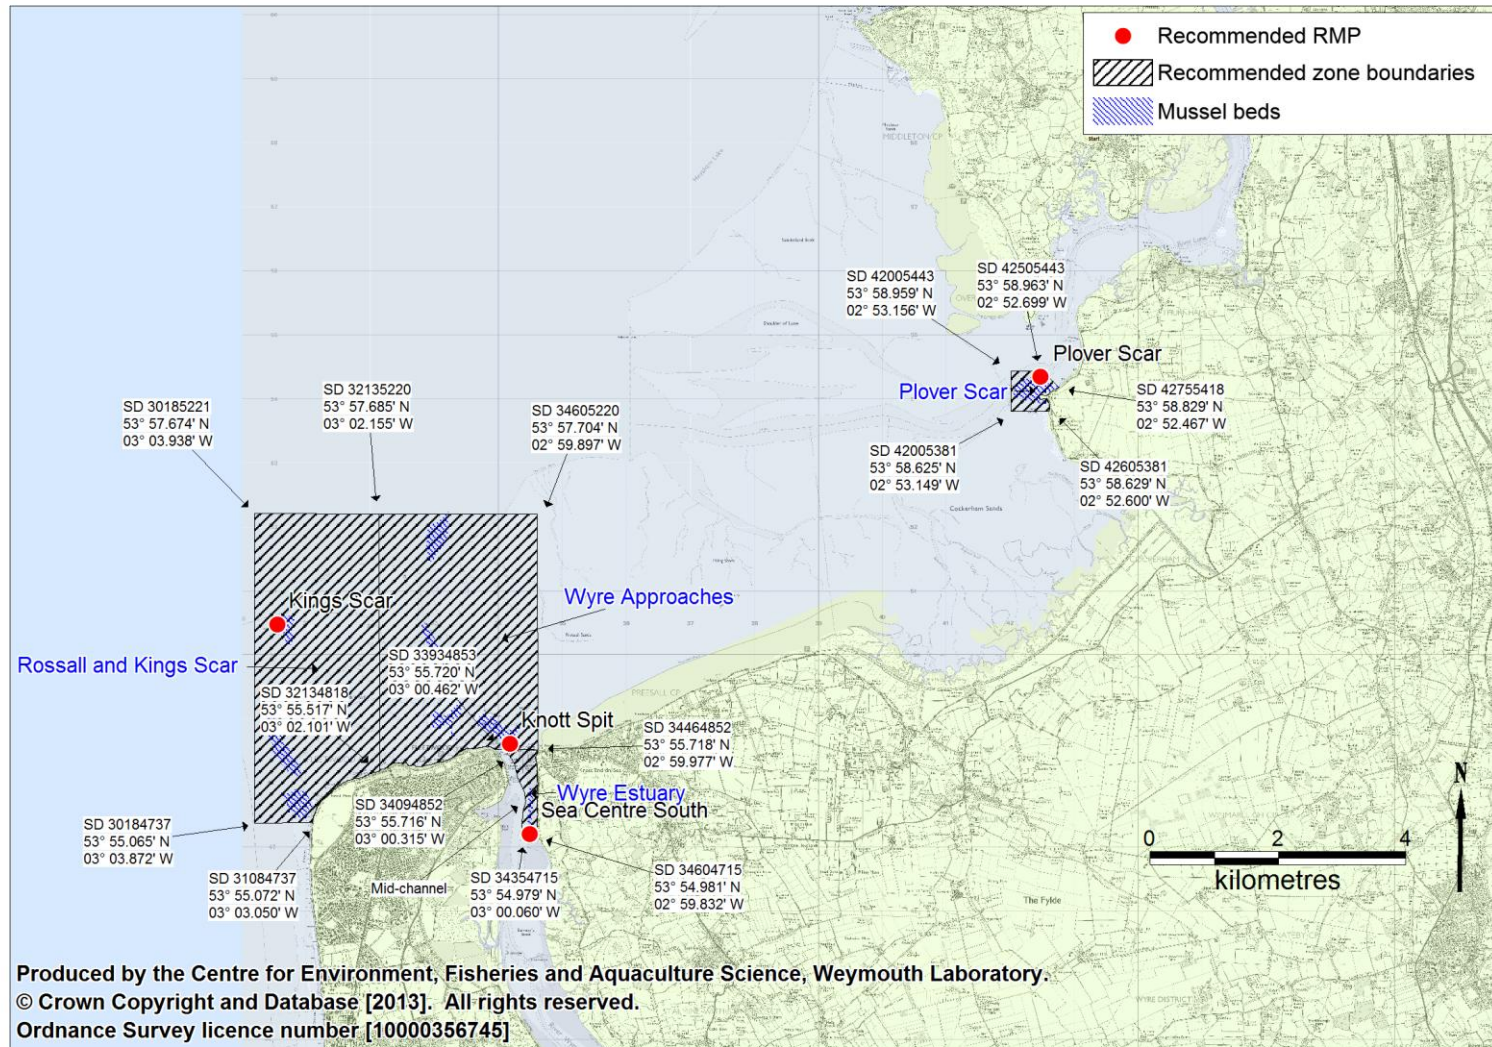 Recommended RMP
Recommended zone boundaries
Mussel beds
MIDDLETON CP
SD 42005443
53° 58.959' N
02° 53.156' W
SD 42505443
53° 58.963' N
02° 52.699' W
Plover Scar
Plover Scar
SD 42755418
53° 58.829' N
02° 52.467' W
SD 42005381
53° 58.625' N
02° 53.149' W
SD 42605381
53° 58.629' N
02° 52.600' W
Cockerham Sands
SD 30185221
53° 57.674' N
03° 03.938' W
SD 32135220
53° 57.685' N
03° 02.155' W
SD 34605220
53° 57.704' N
02° 59.897' W
Kings Scar
Wyre Approaches
Rossall and Kings Scar
SD 33934853
53° 55.720' N
03° 00.462' W
SD 32134818
53° 55.517' N
03° 02.101' W
Knott Spit
SD 34464852
53° 55.718' N
02° 59.977' W
Wyre Estuary
Sea Centre South
SD 34094852
53° 55.716' N
03° 00.315' W
SD 30184737
53° 55.065' N
03° 03.872' W
SD 31084737
53° 55.072' N
03° 03.050' W
Mid-channel
SD 34354715
53° 54.979' N
03° 00.060' W
SD 34604715
53° 54.981' N
02° 59.832' W
The Fylde
N
0 2 4
kilometres
Produced by the Centre for Environment, Fisheries and Aquaculture Science, Weymouth Laboratory.
© Crown Copyright and Database [2013]. All rights reserved.
Ordnance Survey licence number [10000356745]